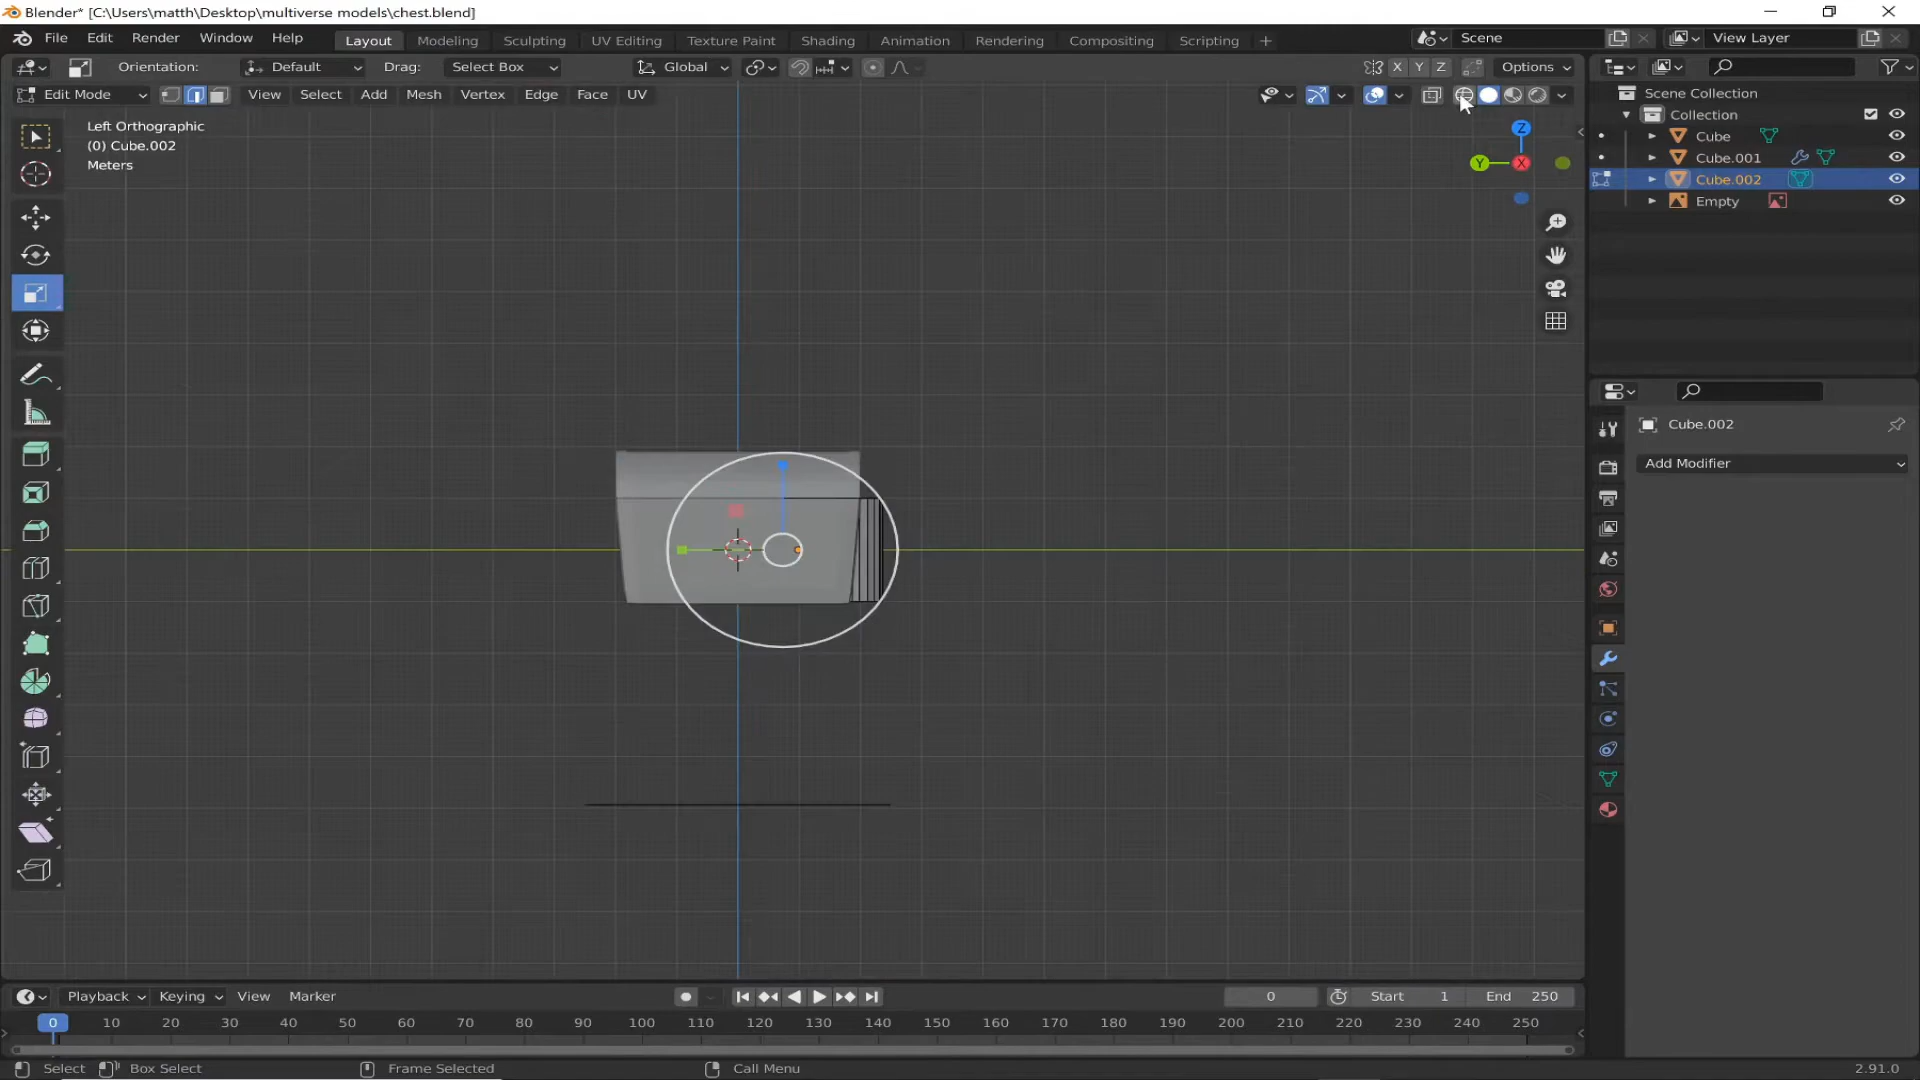 Blender* [C:\Users\matth\Desktop\multiverse models\chest.blend]
File Edit Render Window Help Layout Modeling Sculpting UV Editing Texture Paint Shading Animation Rendering Compositing Scripting + Scene View Layer
Orientation: Default Drag: Select Box Global X Y Z Options
Edit Mode View Select Add Mesh Vertex Edge Face UV
Scene Collection
Collection
Cube
Cube.001
Cube.002
Empty
Left Orthographic
(0) Cube.002
Meters
Z
Y X
Cube.002
Add Modifier
Playback Keying View Marker 0 Start 1 End 250
0 10 20 30 40 50 60 70 80 90 100 110 120 130 140 150 160 170 180 190 200 210 220 230 240 250
Select Box Select Frame Selected Call Menu 2.91.0